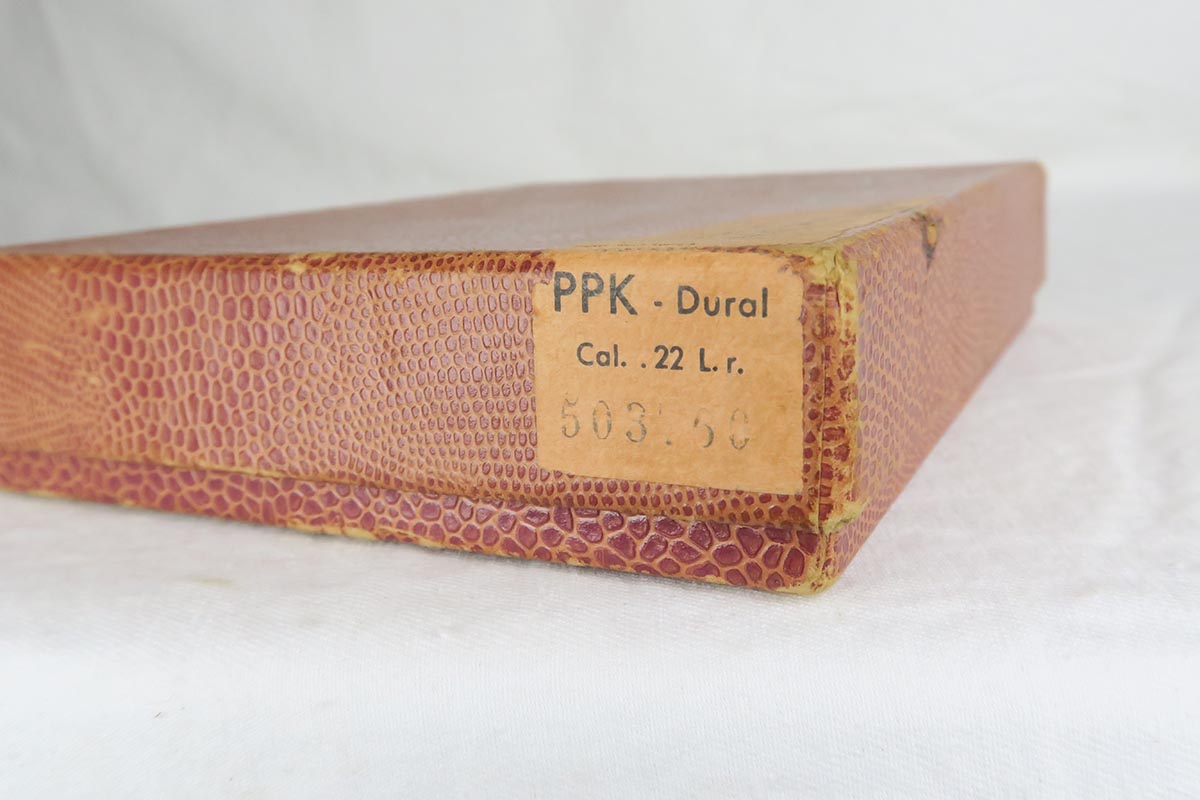 PPK - Dural
Cal. .22 L. r.